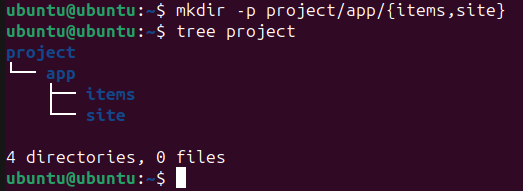 ubuntu@ubuntu:~$ mkdir -p project/app/{items,site}
ubuntu@ubuntu:~$ tree project
project
└── app
    ├── items
    └── site

4 directories, 0 files
ubuntu@ubuntu:~$